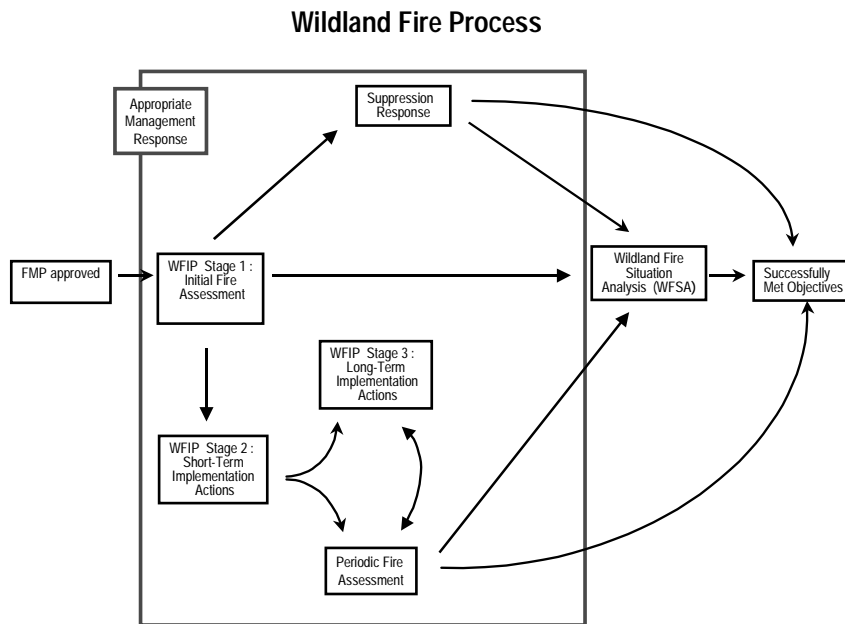 Wildland Fire Process
Appropriate
Management
Response
Suppression
Response
FMP approved
WFIP Stage 1 :
Initial Fire
Assessment
Wildland Fire
Situation
Analysis (WFSA)
Successfully
Met Objectives
WFIP Stage 3 :
Long-Term
Implementation
Actions
WFIP Stage 2 :
Short-Term
Implementation
Actions
Periodic Fire
Assessment